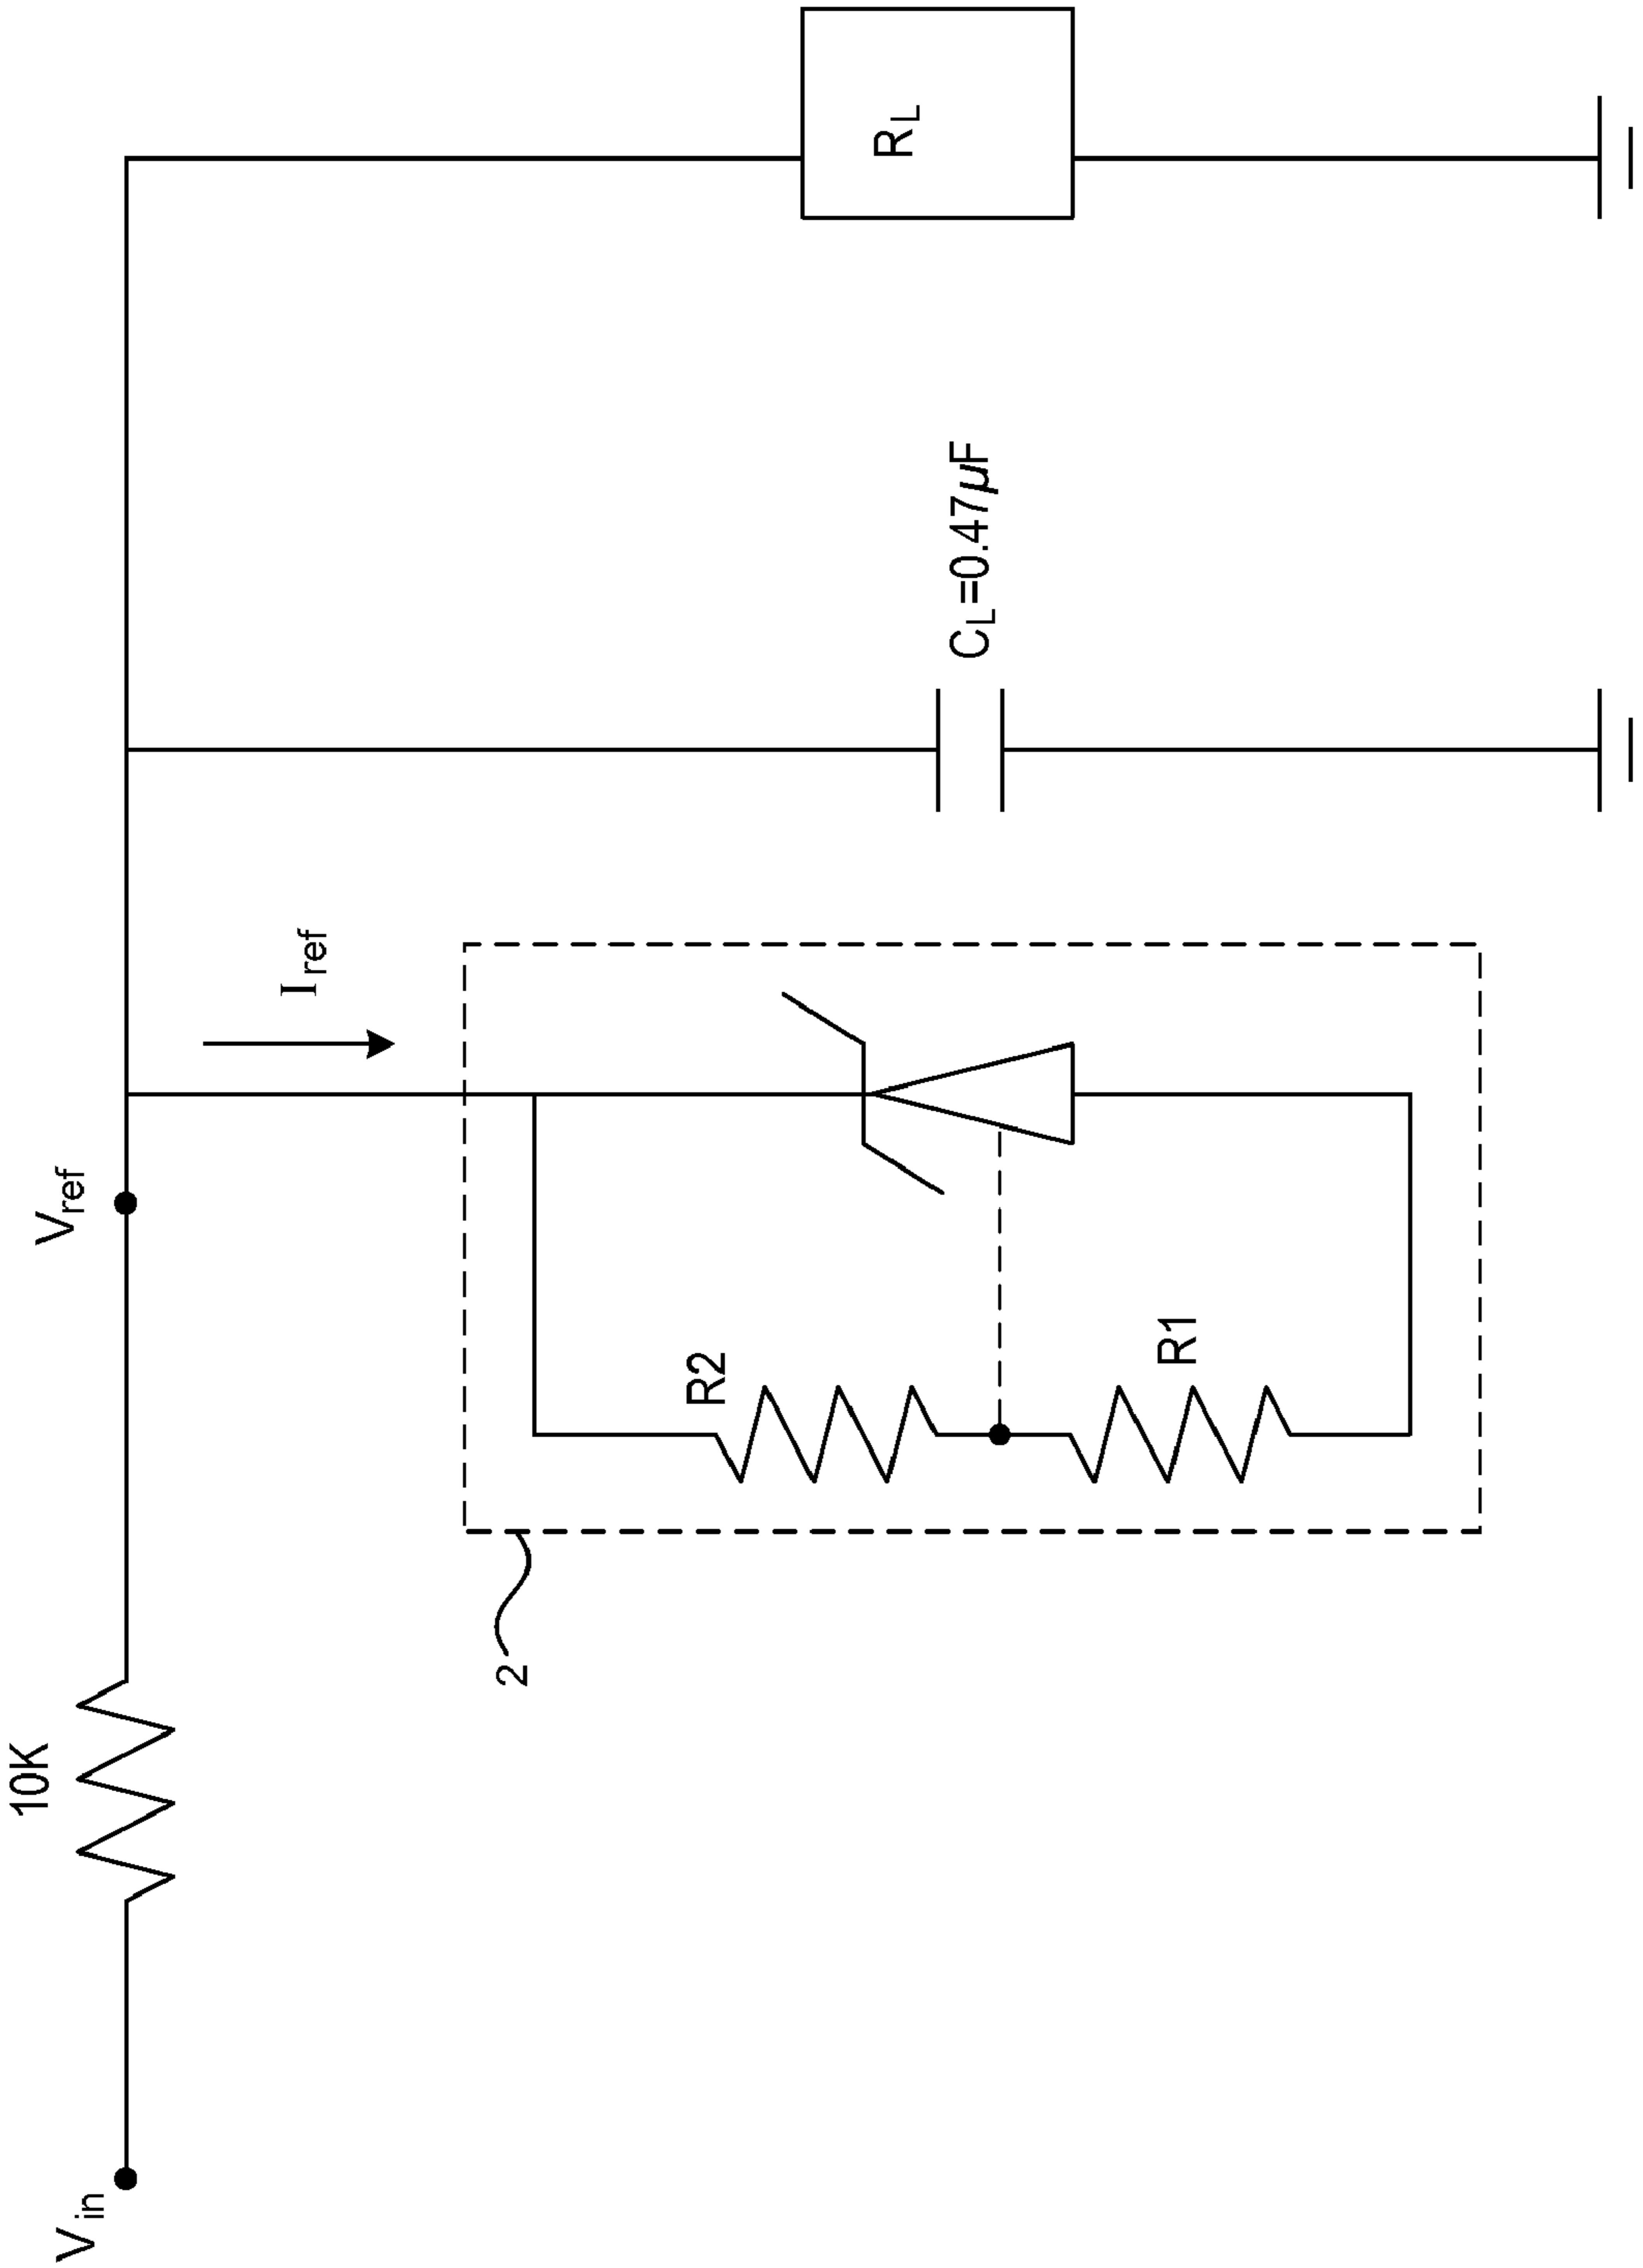 10K
V_in
V_ref
I_ref
2
R2
R1
C_L=0.47µF
R_L